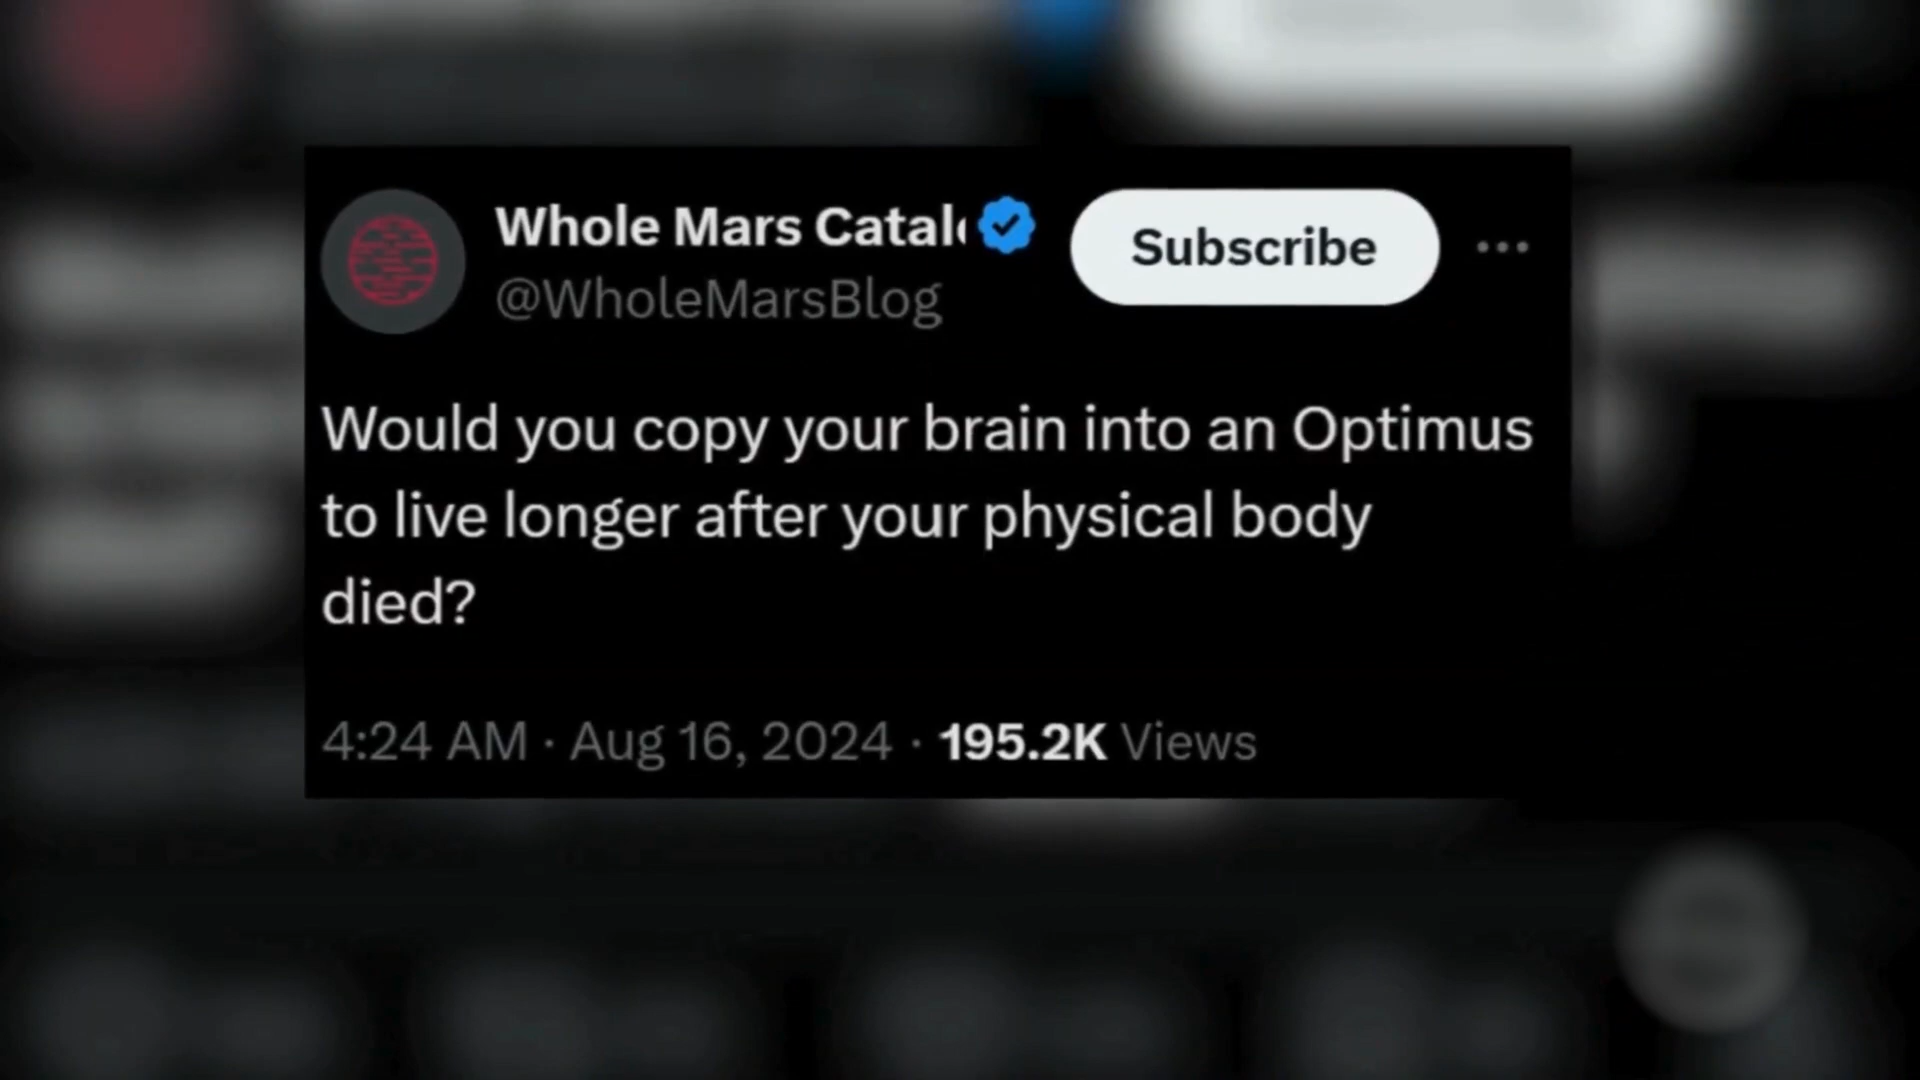 Whole Mars Catal
@WholeMarsBlog
Subscribe
Would you copy your brain into an Optimus
to live longer after your physical body
died?
4:24 AM · Aug 16, 2024 · 195.2K Views